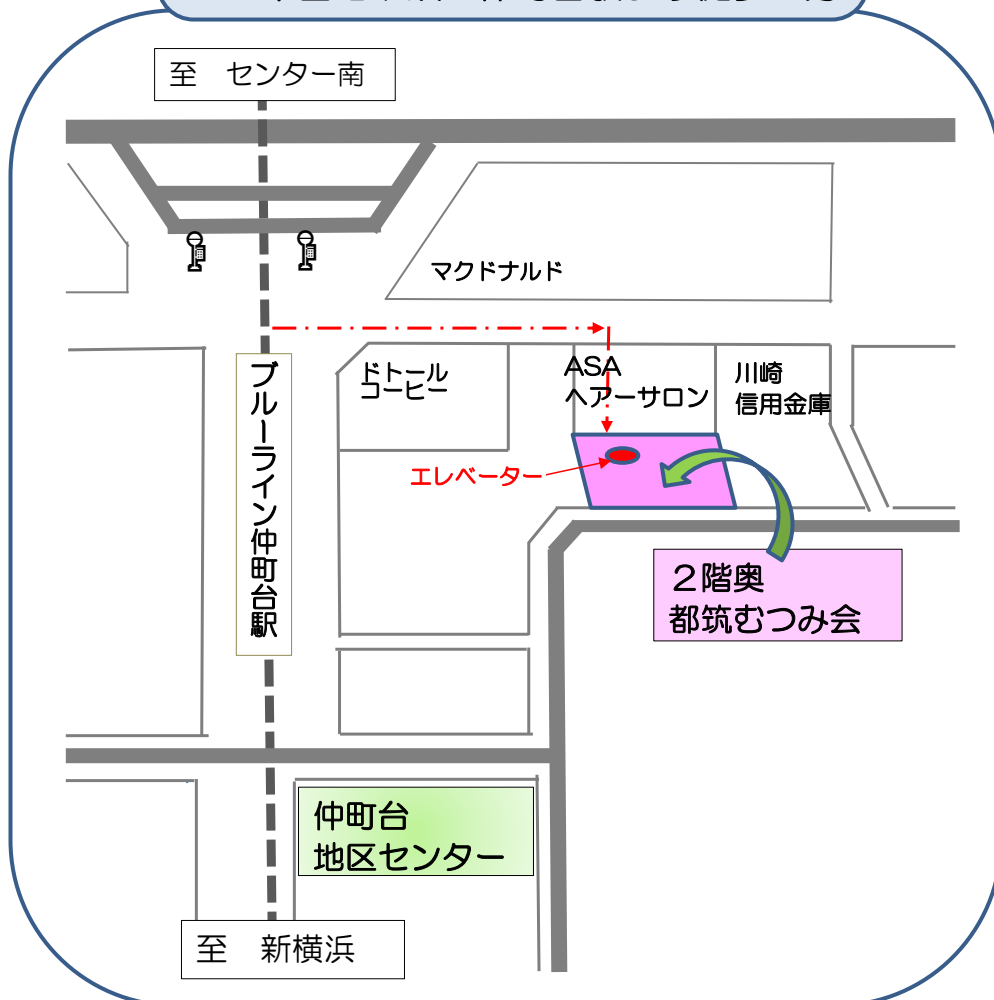 至　センター南
マクドナルド
ドトール
コーヒー
ASA
ヘアーサロン
川崎
信用金庫
エレベーター
ブルーライン仲町台駅
２階奥
都筑むつみ会
仲町台
地区センター
至　新横浜